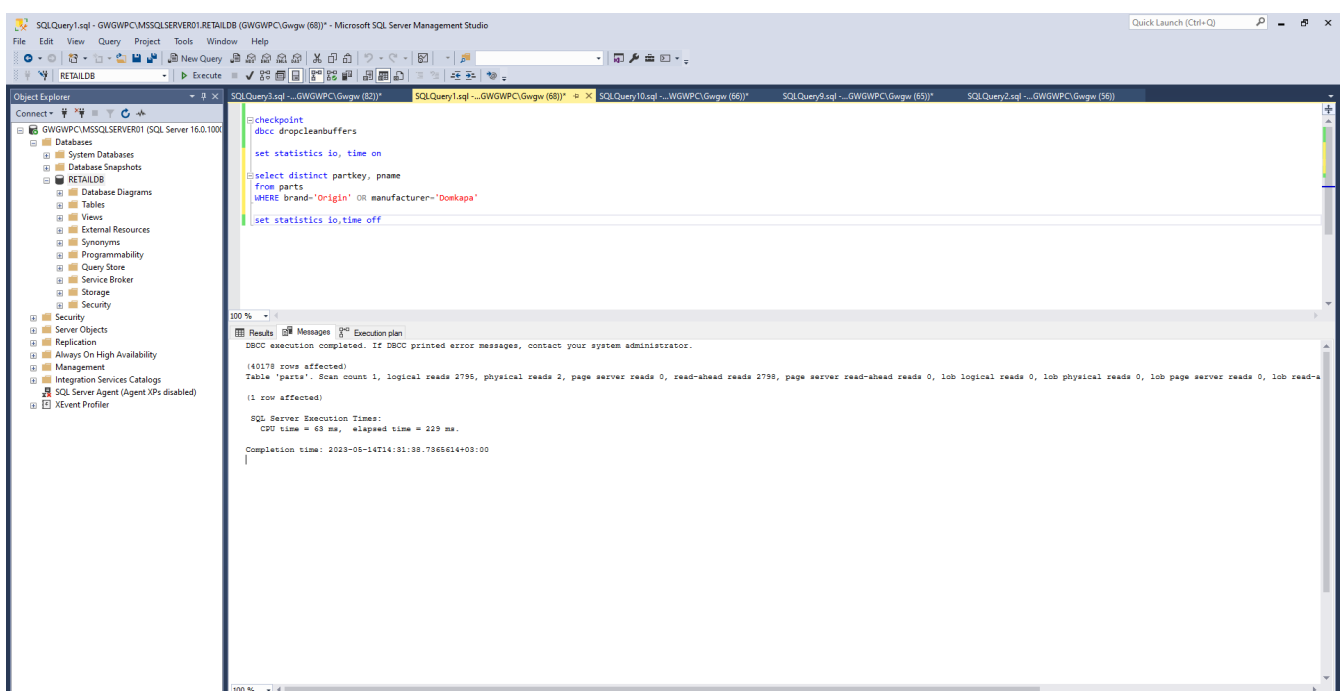 SQLQuery1.sql - GWGWPC\MSSQLSERVER01.RETAILDB (GWGWPC\Gwgw (68))* - Microsoft SQL Server Management Studio
Quick Launch (Ctrl+Q)
File Edit View Query Project Tools Window Help
New Query
RETAILDB
Execute
Object Explorer
SQLQuery3.sql -...GWGWPC\Gwgw (82))*
SQLQuery1.sql -...GWGWPC\Gwgw (68))*
SQLQuery10.sql -...WGWPC\Gwgw (66))*
SQLQuery9.sql -...GWGWPC\Gwgw (65))*
SQLQuery2.sql -...GWGWPC\Gwgw (56))
Connect
GWGWPC\MSSQLSERVER01 (SQL Server 16.0.1000
Databases
System Databases
Database Snapshots
RETAILDB
Database Diagrams
Tables
Views
External Resources
Synonyms
Programmability
Query Store
Service Broker
Storage
Security
Security
Server Objects
Replication
Always On High Availability
Management
Integration Services Catalogs
SQL Server Agent (Agent XPs disabled)
XEvent Profiler
checkpoint
dbcc dropcleanbuffers
set statistics io, time on
select distinct partkey, pname
from parts
WHERE brand='Origin' OR manufacturer='Domkapa'
set statistics io,time off
100 %
Results Messages Execution plan
DBCC execution completed. If DBCC printed error messages, contact your system administrator.
(40178 rows affected)
Table 'parts'. Scan count 1, logical reads 2795, physical reads 2, page server reads 0, read-ahead reads 2798, page server read-ahead reads 0, lob logical reads 0, lob physical reads 0, lob page server reads 0, lob read-a
(1 row affected)
SQL Server Execution Times:
CPU time = 63 ms, elapsed time = 229 ms.
Completion time: 2023-05-14T14:31:38.7365614+03:00
100 %